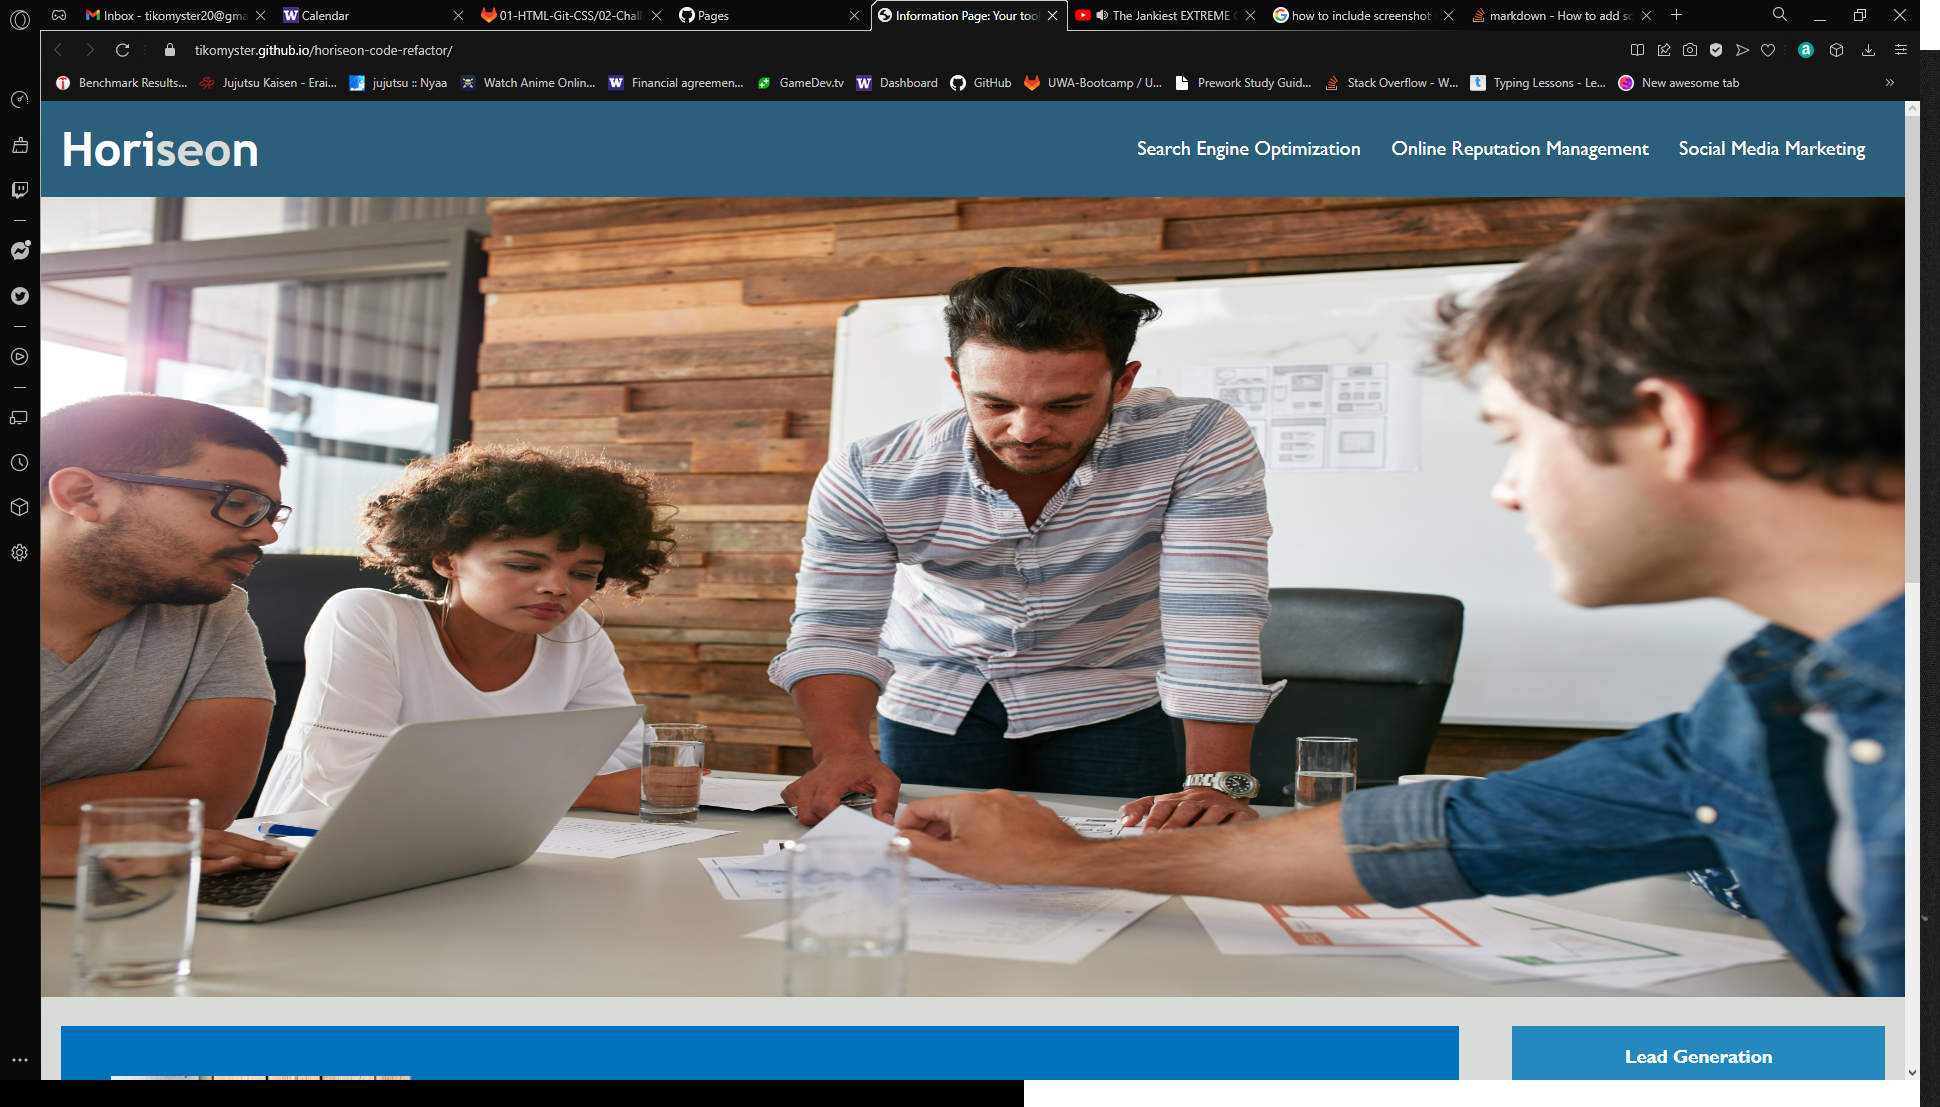 Inbox - tikomyster20@gma
Calendar
01-HTML-Git-CSS/02-Chall
Pages
Information Page: Your too
The Jankiest EXTREME
how to include screenshot
markdown - How to add sc
tikomyster.github.io/horiseon-code-refactor/
Benchmark Results...
Jujutsu Kaisen - Erai...
jujutsu :: Nyaa
Watch Anime Onlin...
Financial agreemen...
GameDev.tv
Dashboard
GitHub
UWA-Bootcamp / U...
Prework Study Guid...
Stack Overflow - W...
Typing Lessons - Le...
New awesome tab
Horiseon
Search Engine Optimization
Online Reputation Management
Social Media Marketing
Lead Generation